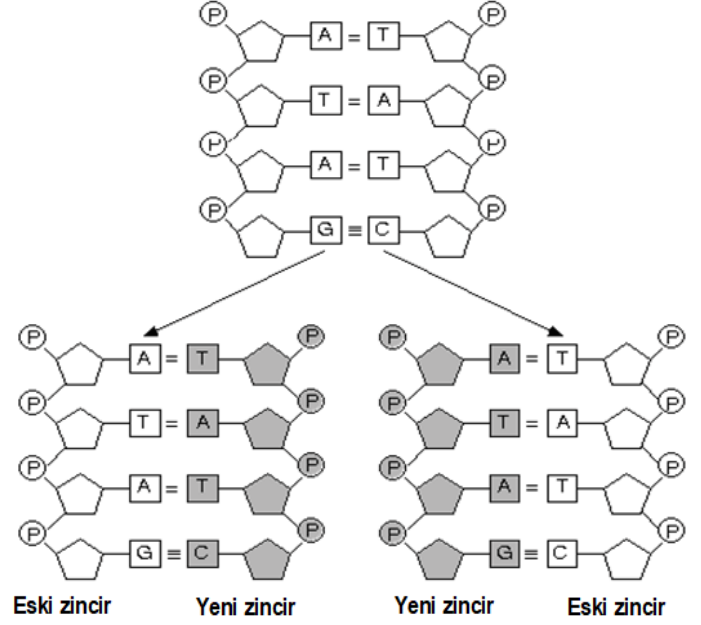 P P
A = T
P P
T = A
P P
A = T
P P
G ≡ C
P P P P
A = T A = T
P P P P
T = A T = A
P P P P
A = T A = T
P P P P
G ≡ C G ≡ C
Eski zincir Yeni zincir Yeni zincir Eski zincir